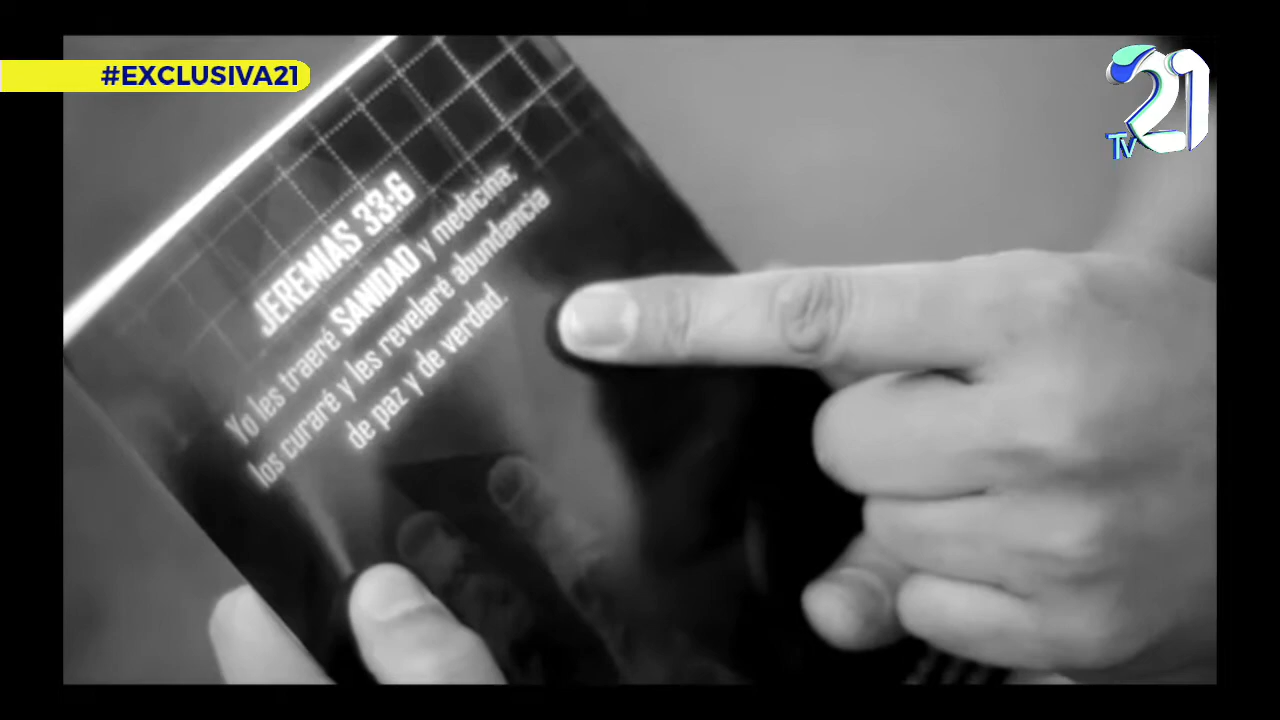 #EXCLUSIVA21
TV 21
JEREMIAS 33:6
Yo les traeré SANIDAD y medicina;
los curaré y les revelaré abundancia
de paz y de verdad.